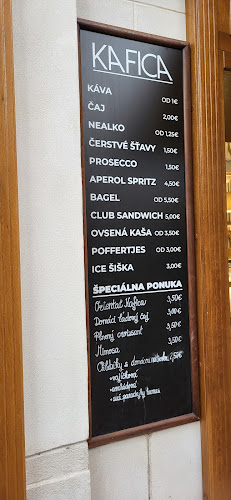 KAFICA
KÁVA OD 1€
ČAJ 2,00€
NEALKO OD 1,25€
ČERSTVÉ ŠŤAVY 1,50€
PROSECCO 1,50€
APEROL SPRITZ 4,50€
BAGEL OD 5,50€
CLUB SANDWICH 5,00€
OVSENÁ KAŠA OD 3,50€
POFFERTJES OD 3,00€
ICE ŠIŠKA 3,00€
ŠPECIÁLNA PONUKA
Oriental Kafica 3,50€
Domáci ľadový čaj 3,00€
Plnený croissant 3,50€
Mimosa 3,50€
Chlebíčky s domácou